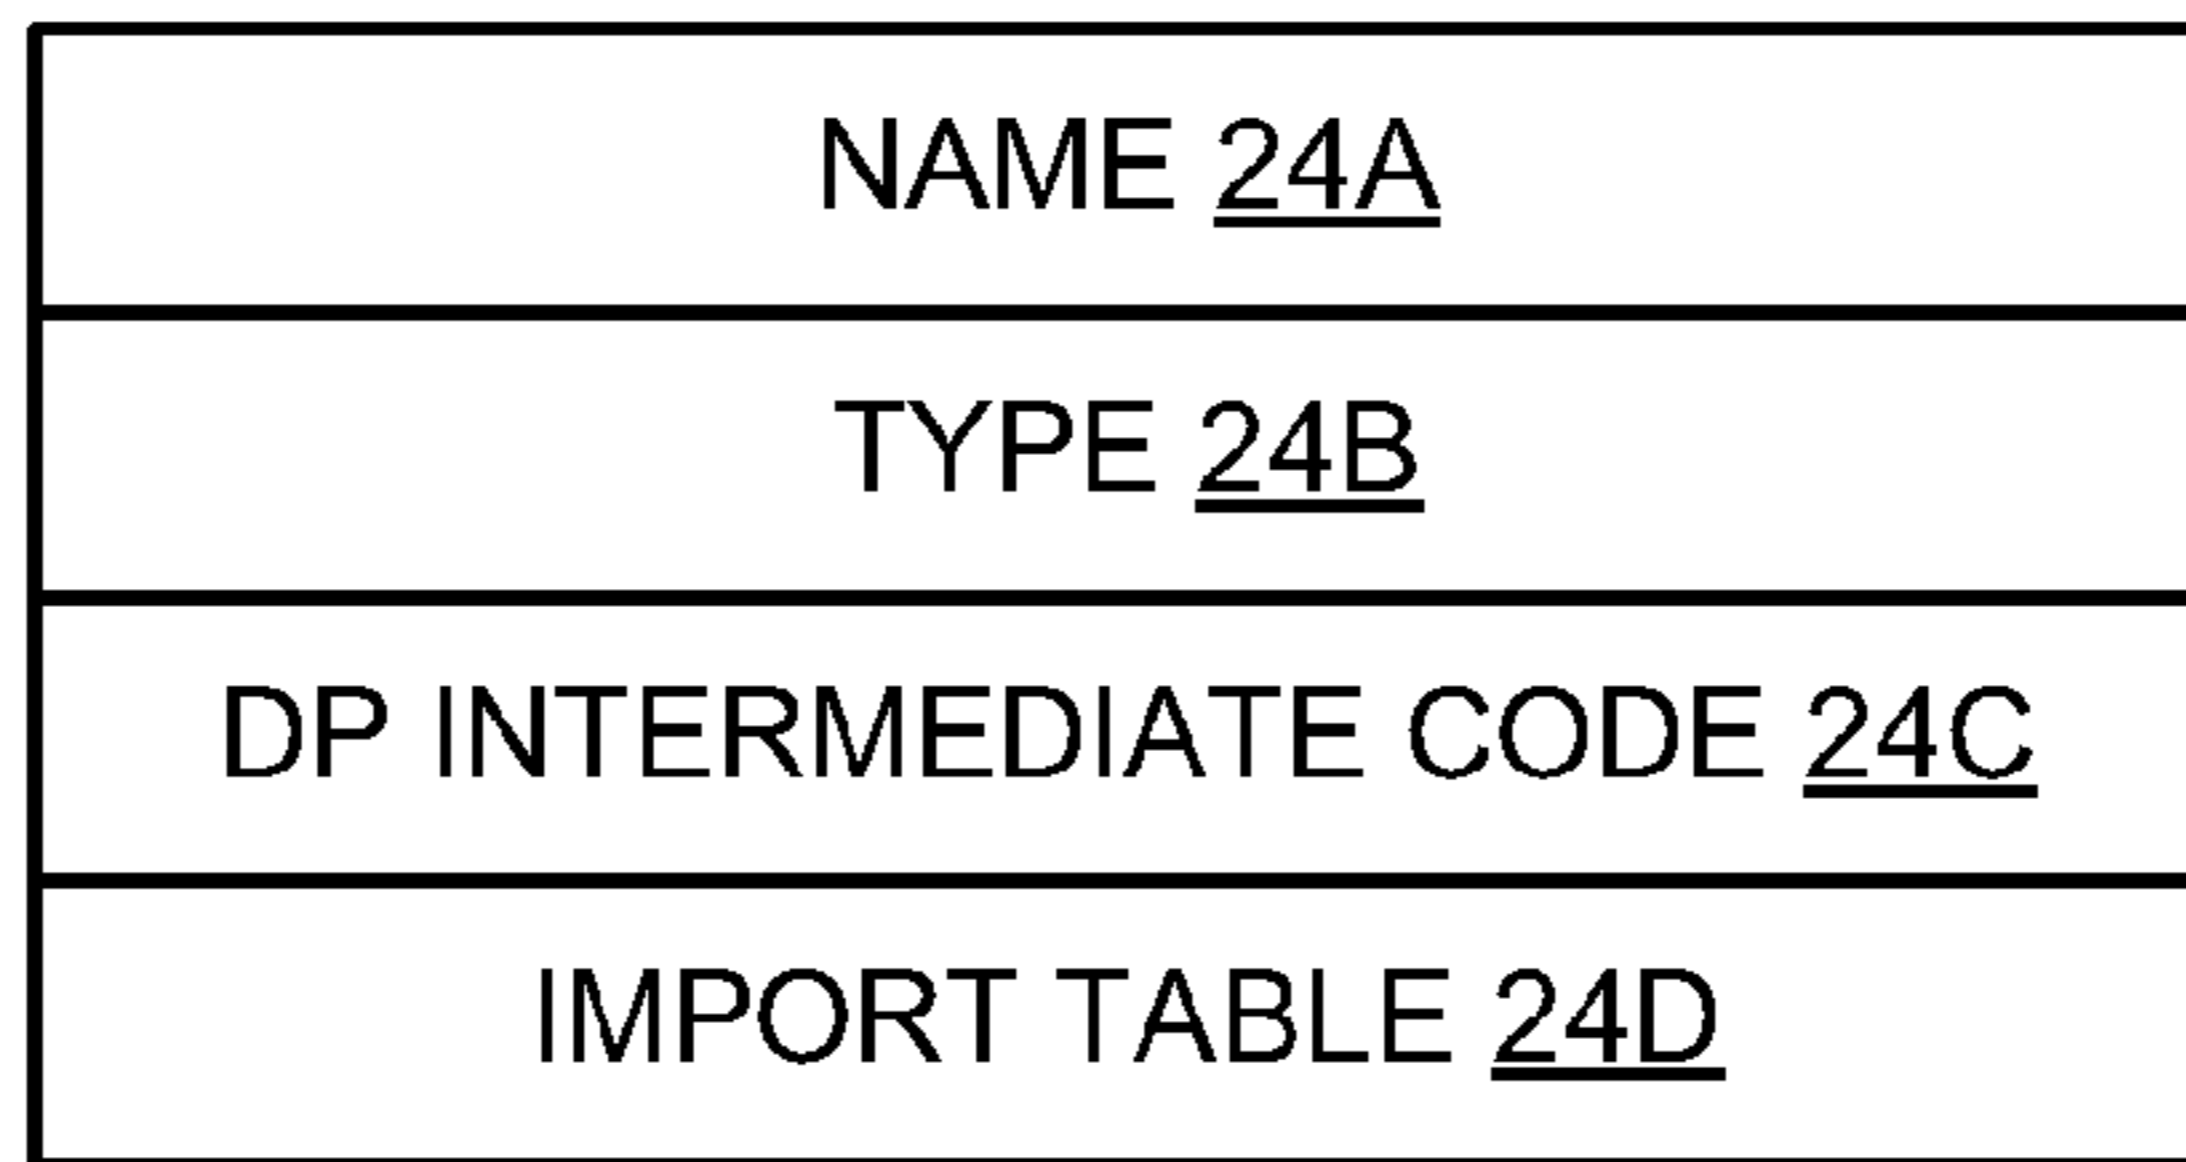 NAME 24A
TYPE 24B
DP INTERMEDIATE CODE 24C
IMPORT TABLE 24D